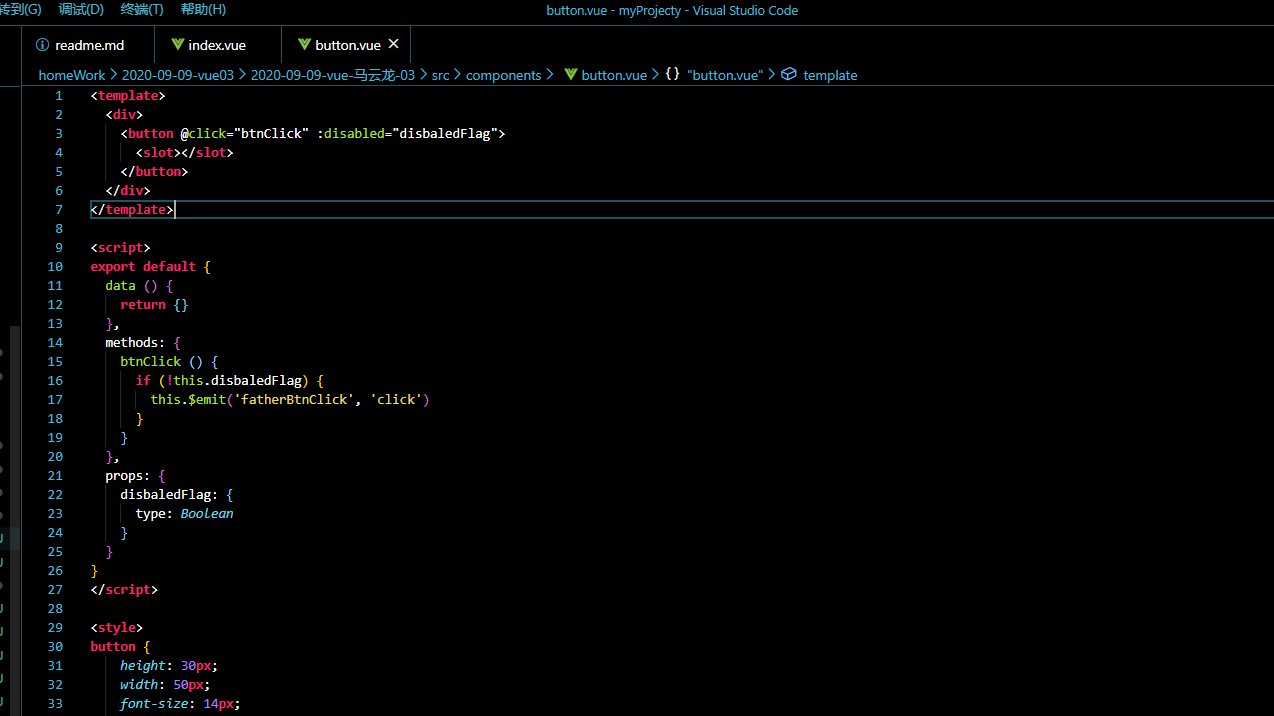 转到(G) 调试(D) 终端(T) 帮助(H) button.vue - myProjecty - Visual Studio Code
readme.md index.vue button.vue
homeWork > 2020-09-09-vue03 > 2020-09-09-vue-马云龙-03 > src > components > button.vue > {} "button.vue" > template
1 <template>
2 <div>
3 <button @click="btnClick" :disabled="disbaledFlag">
4 <slot></slot>
5 </button>
6 </div>
7 </template>
8
9 <script>
10 export default {
11 data () {
12 return {}
13 },
14 methods: {
15 btnClick () {
16 if (!this.disbaledFlag) {
17 this.$emit('fatherBtnClick', 'click')
18 }
19 }
20 },
21 props: {
22 disbaledFlag: {
23 type: Boolean
24 }
25 }
26 }
27 </script>
28
29 <style>
30 button {
31 height: 30px;
32 width: 50px;
33 font-size: 14px;